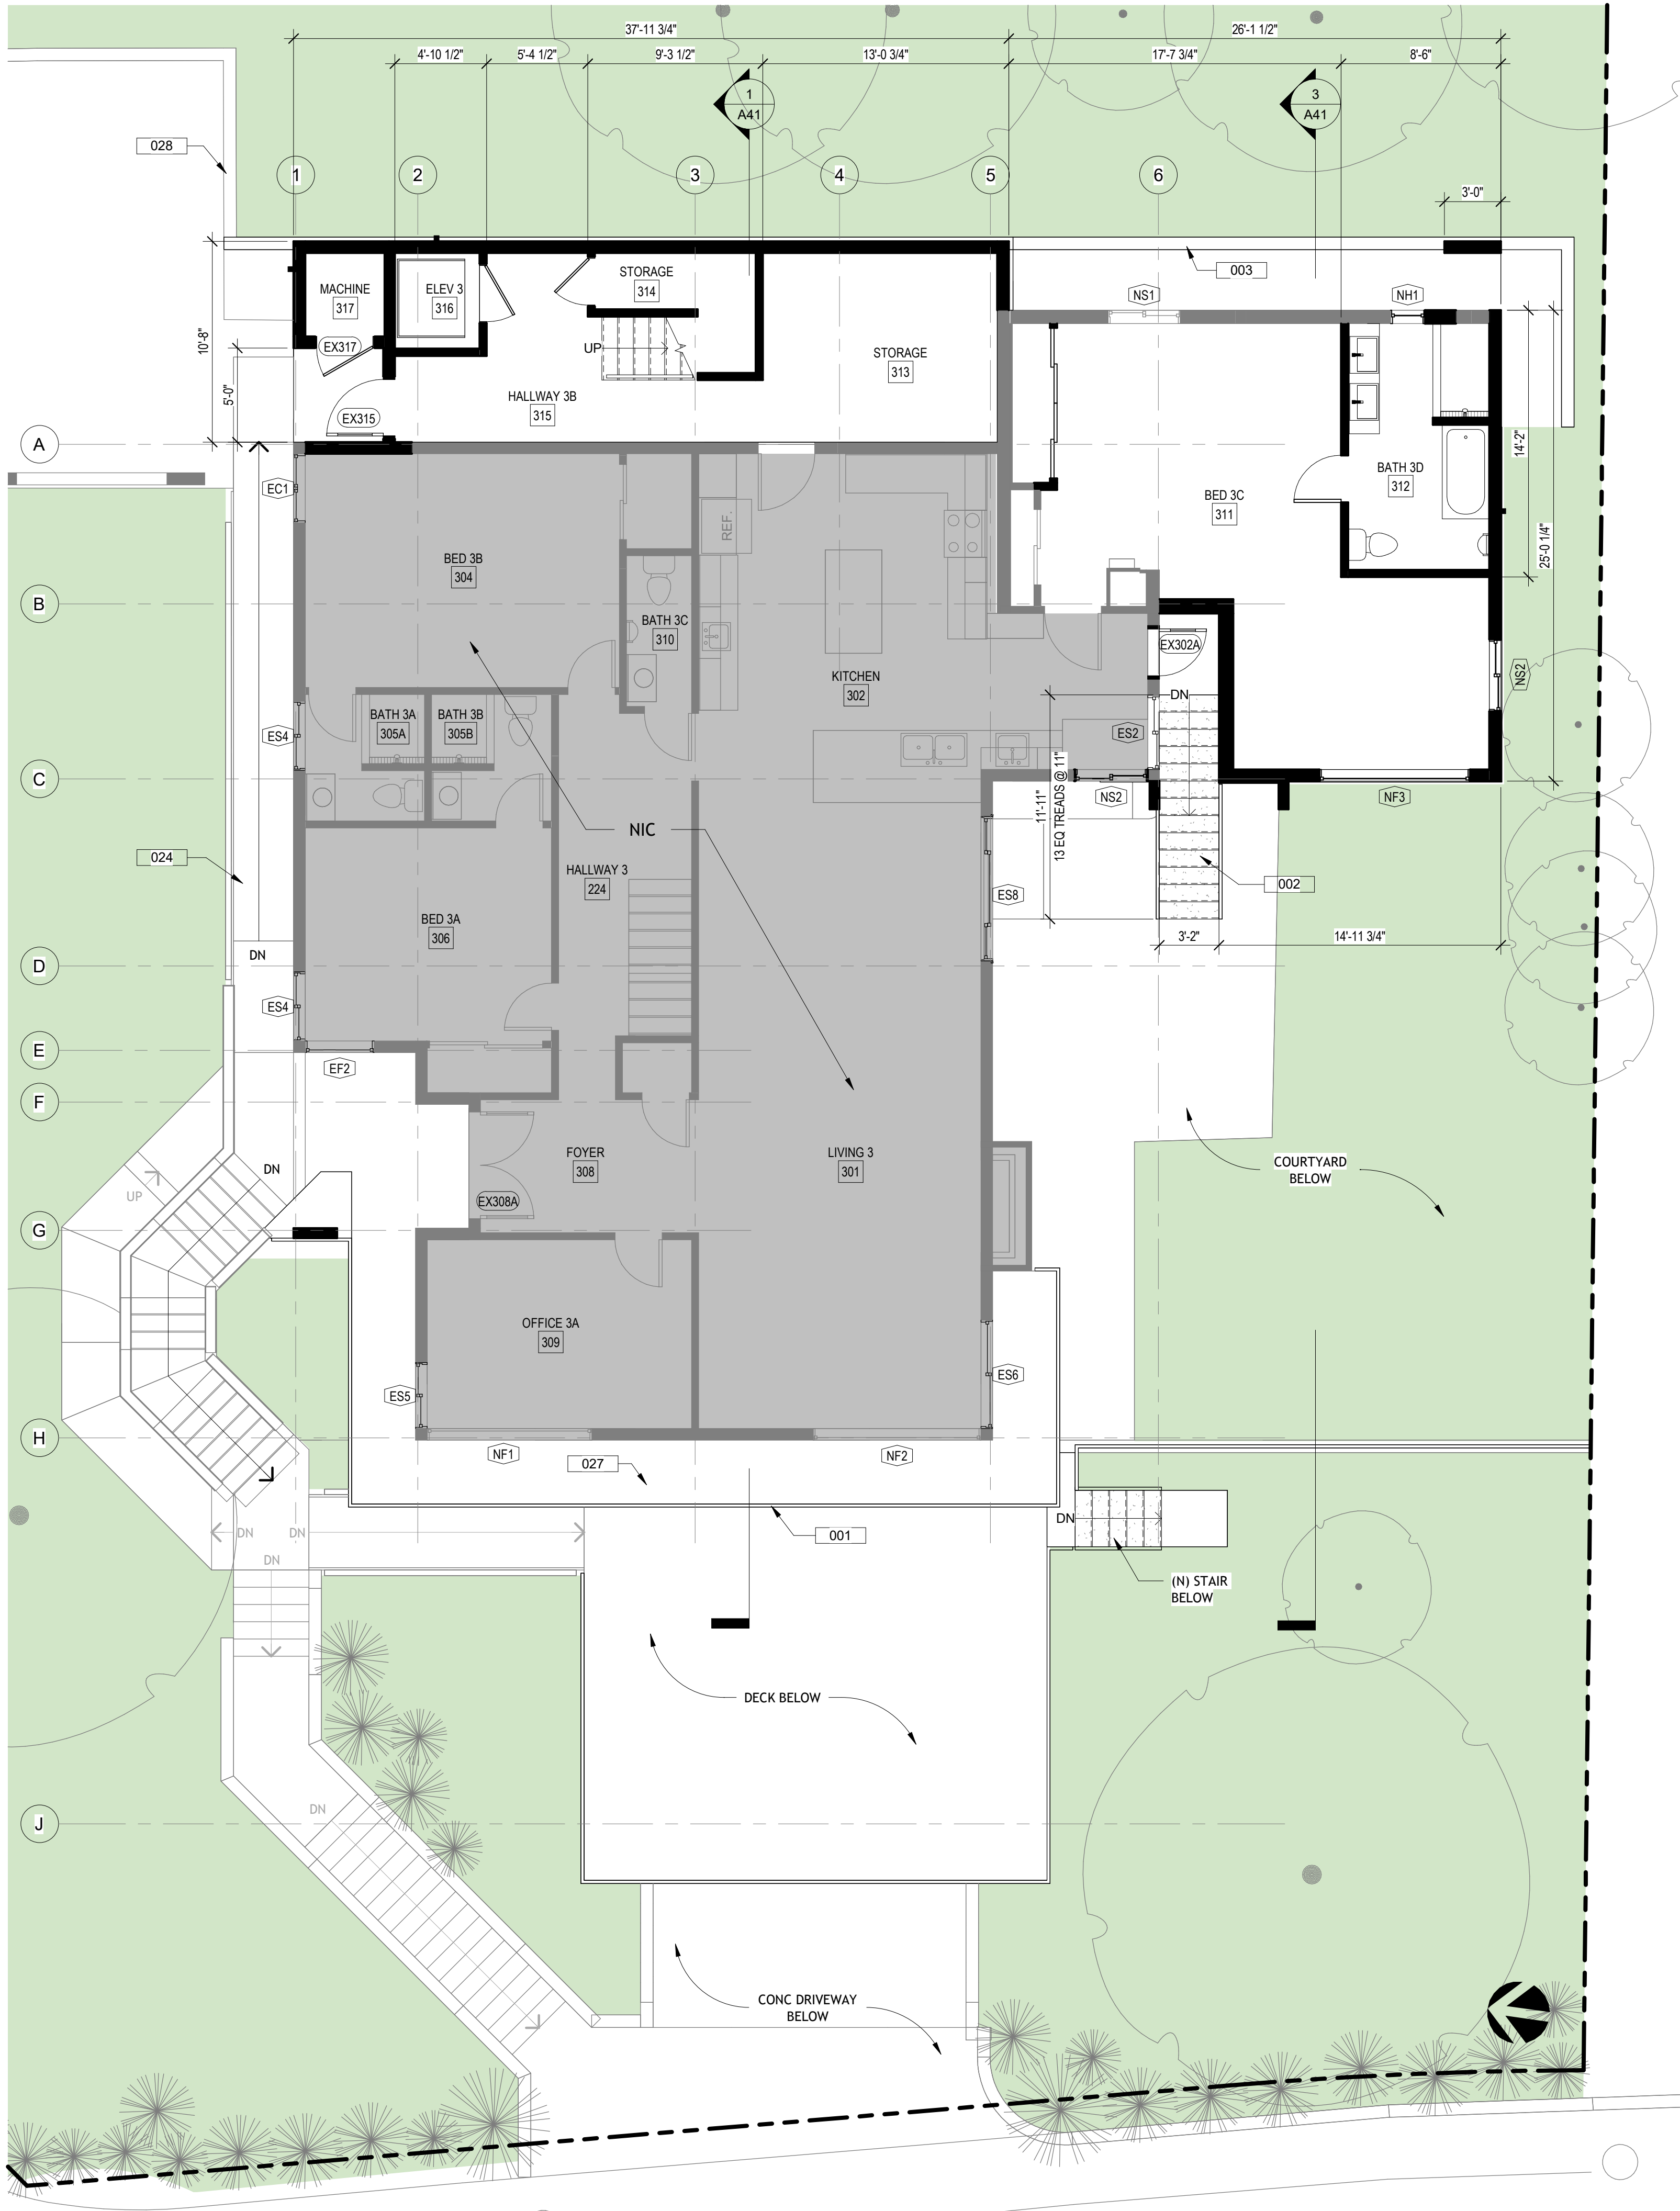 37'-11 3/4"
26'-1 1/2"
4'-10 1/2"
5'-4 1/2"
9'-3 1/2"
13'-0 3/4"
17'-7 3/4"
8'-6"
1
A41
3
A41
028
1
2
3
4
5
6
3'-0"
003
10'-8"
5'-0"
MACHINE
317
ELEV 3
316
STORAGE
314
NS1
NH1
EX317
UP
STORAGE
313
HALLWAY 3B
315
EX315
A
14'-2"
25'-0 1/4"
EC1
BATH 3D
312
BED 3C
311
REF.
BED 3B
304
B
BATH 3C
310
EX302A
KITCHEN
302
NS2
DN
BATH 3A
305A
BATH 3B
305B
ES4
ES2
C
11'-11"
13 EQ TREADS @ 11"
NS2
NF3
NIC
024
HALLWAY 3
224
ES8
002
BED 3A
306
3'-2"
14'-11 3/4"
DN
D
ES4
E
EF2
F
FOYER
308
LIVING 3
301
COURTYARD
BELOW
DN
UP
EX308A
G
OFFICE 3A
309
ES5
ES6
H
NF1
NF2
027
001
DN
DN
DN
DN
(N) STAIR
BELOW
DECK BELOW
DN
J
CONC DRIVEWAY
BELOW